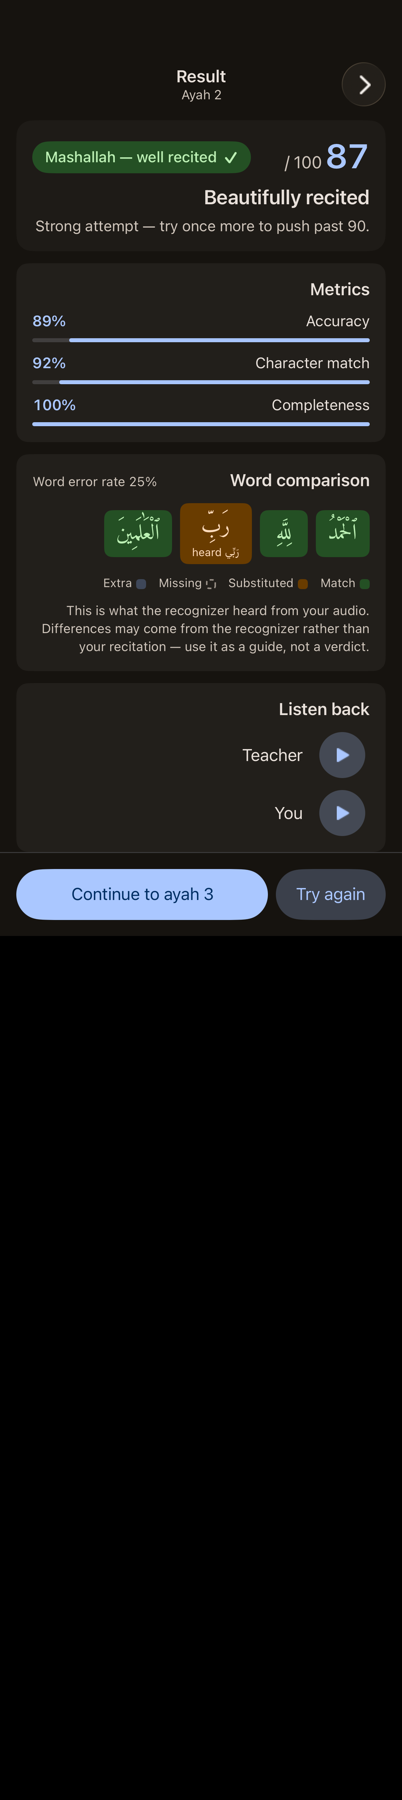 Result
Ayah 2
Mashallah — well recited ✓
87 / 100
Beautifully recited
Strong attempt — try once more to push past 90.
Metrics
Accuracy 89%
Character match 92%
Completeness 100%
Word comparison
Word error rate 25%
ٱلْحَمْدُ لِلَّهِ رَبِّ ٱلْعَٰلَمِينَ
heard رَبِّي
Match Substituted Missing Extra
This is what the recognizer heard from your audio.
Differences may come from the recognizer rather than
your recitation — use it as a guide, not a verdict.
Listen back
Teacher
You
Continue to ayah 3
Try again